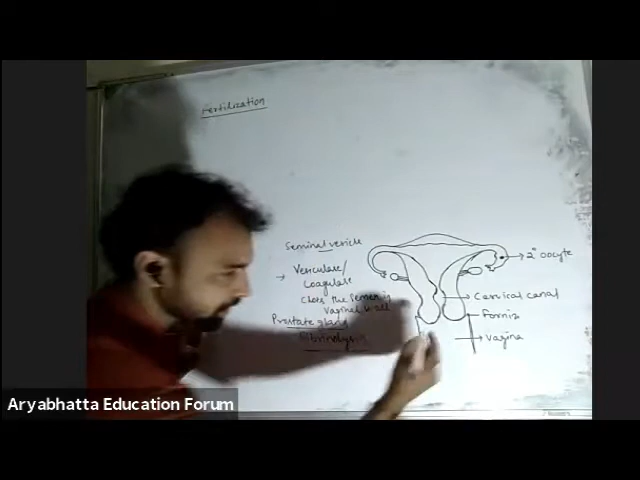 Fertilization
Seminal vesicle
→ Vesiculase/
Coagulase
Clots the Semen in
Vaginal wall
Prostate gland
Fibrinolysin
2° oocyte
Cervical canal
Fornix
Vagina
Aryabhatta Education Forum